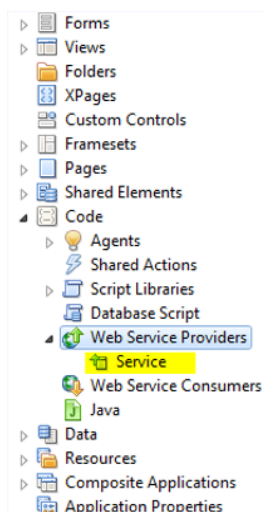 Forms
Views
Folders
XPages
Custom Controls
Framesets
Pages
Shared Elements
Code
Agents
Shared Actions
Script Libraries
Database Script
Web Service Providers
Service
Web Service Consumers
Java
Data
Resources
Composite Applications
Application Properties